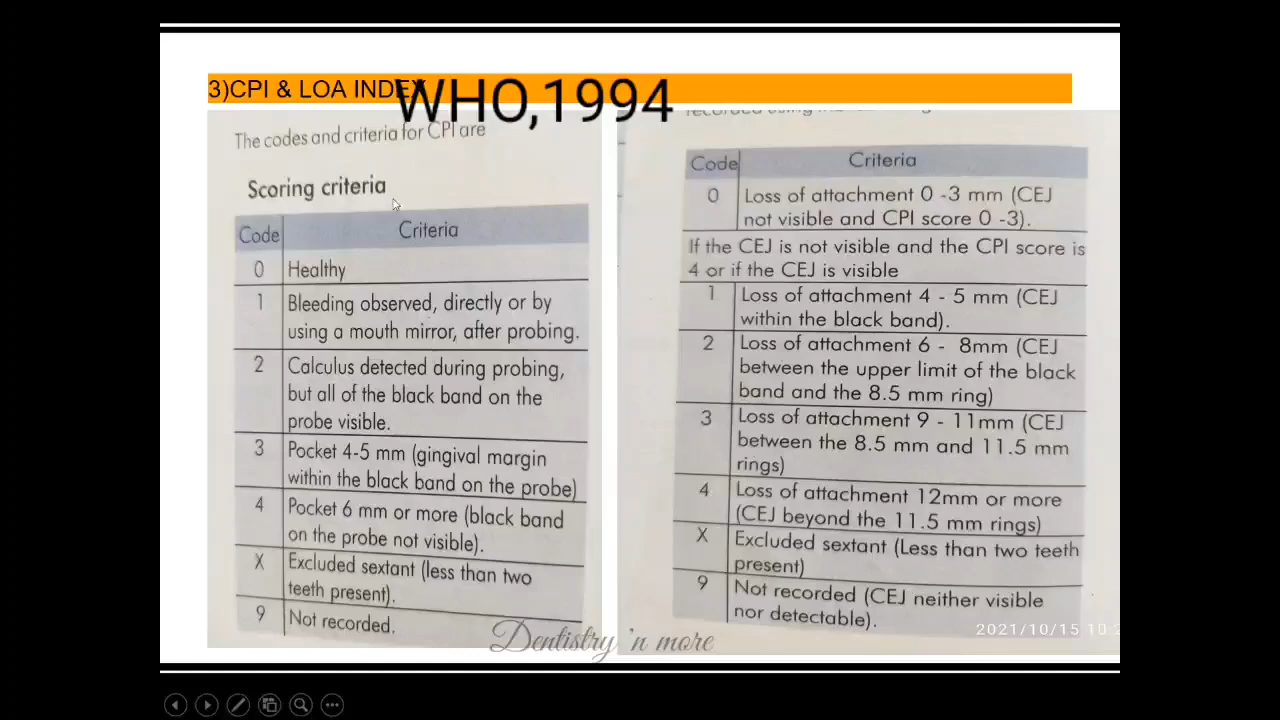 3)CPI & LOA INDEX
WHO,1994
The codes and criteria for CPI are
Scoring criteria
Code Criteria
0 Healthy
1 Bleeding observed, directly or by
using a mouth mirror, after probing.
2 Calculus detected during probing,
but all of the black band on the
probe visible.
3 Pocket 4-5 mm (gingival margin
within the black band on the probe)
4 Pocket 6 mm or more (black band
on the probe not visible).
X Excluded sextant (less than two
teeth present).
9 Not recorded.
Code Criteria
0 Loss of attachment 0 -3 mm (CEJ
not visible and CPI score 0 -3).
If the CEJ is not visible and the CPI score is
4 or if the CEJ is visible
1 Loss of attachment 4 - 5 mm (CEJ
within the black band).
2 Loss of attachment 6 - 8mm (CEJ
between the upper limit of the black
band and the 8.5 mm ring)
3 Loss of attachment 9 - 11mm (CEJ
between the 8.5 mm and 11.5 mm
rings)
4 Loss of attachment 12mm or more
(CEJ beyond the 11.5 mm rings)
X Excluded sextant (Less than two teeth
present)
9 Not recorded (CEJ neither visible
nor detectable).
2021/10/15 10
Dentistry 'n more